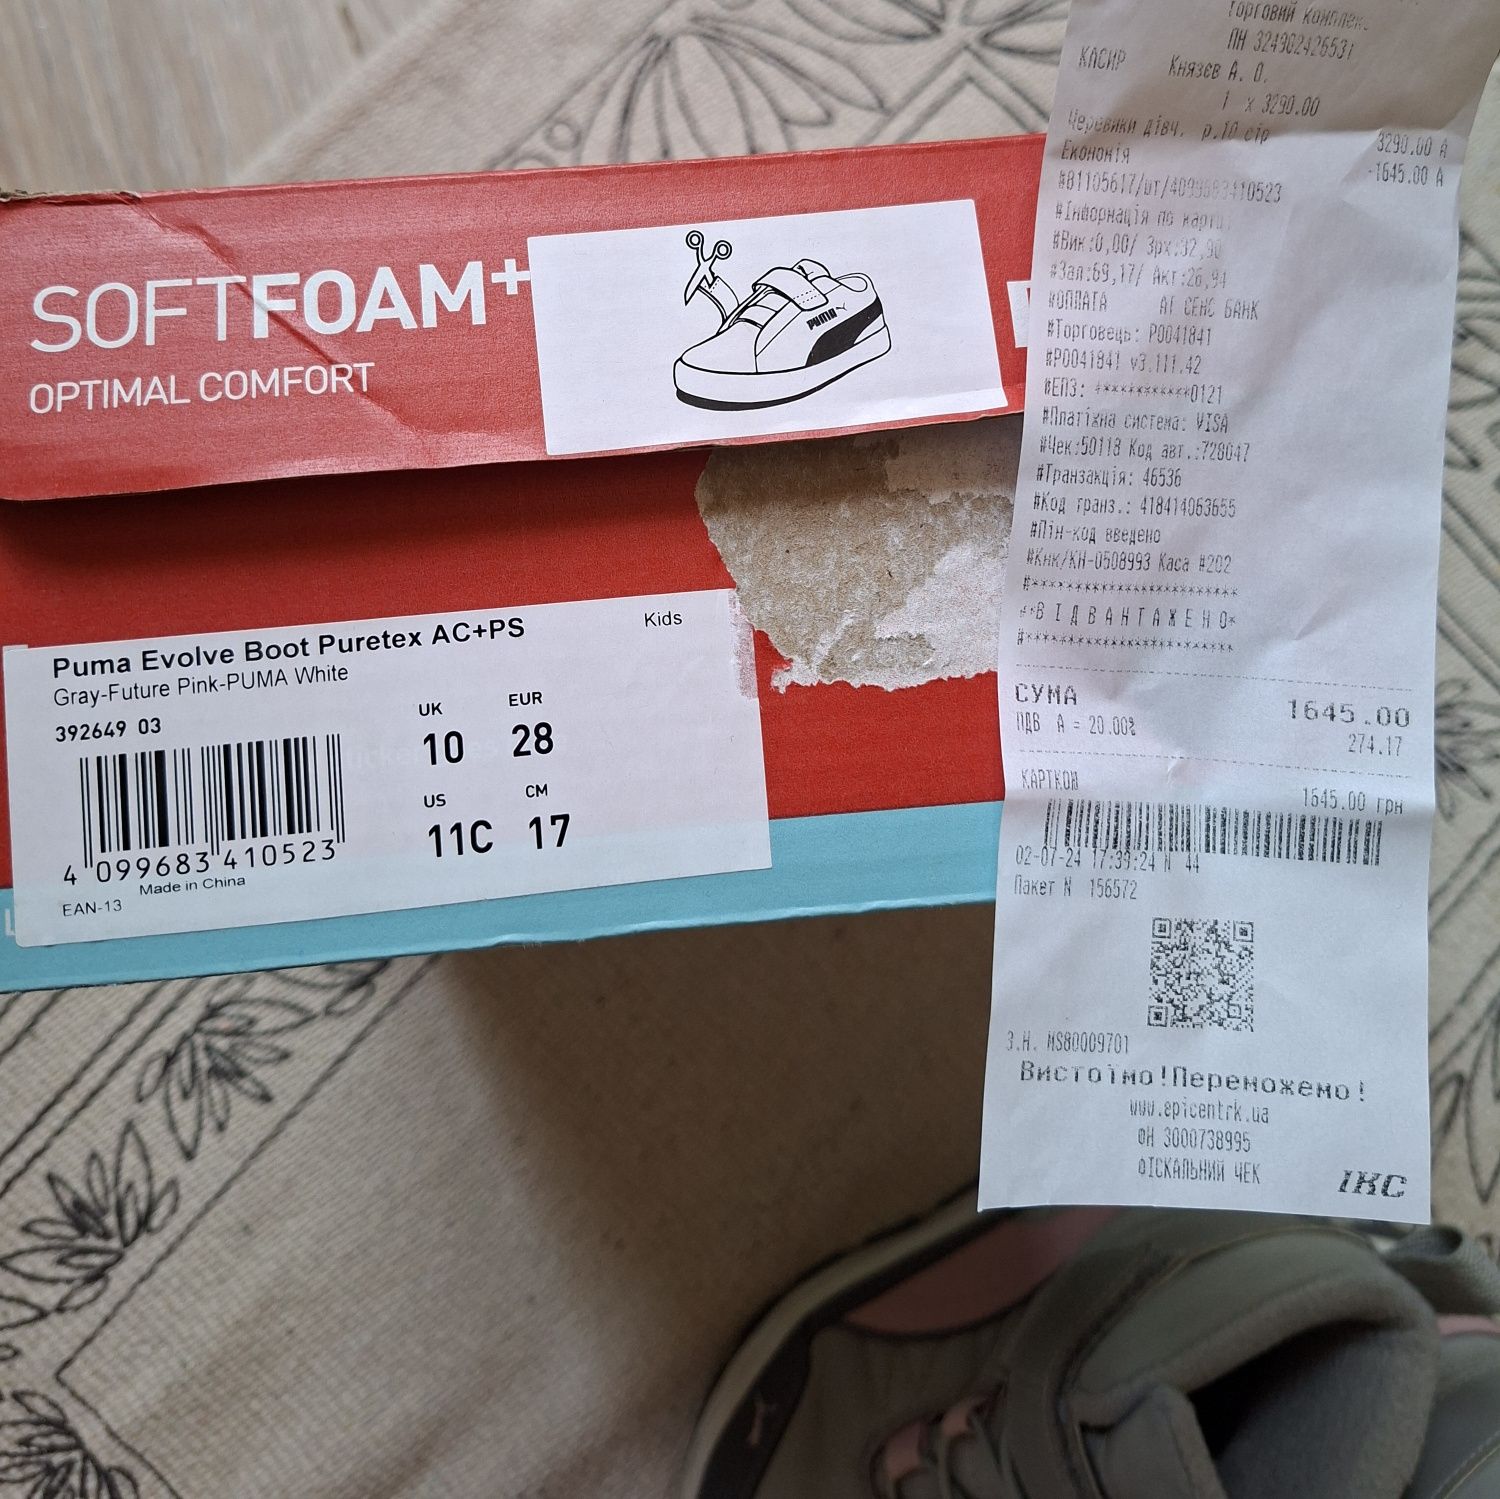 SOFTFOAM+
OPTIMAL COMFORT
PUMA
Puma Evolve Boot Puretex AC+PS
Kids
Gray-Future Pink-PUMA White
392649 03
UK
10
EUR
28
US
11C
CM
17
4 099683 410523
Made in China
EAN-13
Торговий комплек
ПН 324902426531
КАСИР Князєв А. О.
1 x 3290.00
Черевики дівч. р.10 сір 3290.00 А
Економія -1645.00 А
#81105617/шт/4099683410523
#Інформація по карті
#Вик:0,00/ Зрх:32,90
#Зал:69,17/ Акт:26,94
#ОПЛАТА АТ СЕНС БАНК
#Торговець: P0041841
#P0041841 v3.111.42
#ЕПЗ: ************0121
#Платіжна система: VISA
#Чек:50118 Код авт.:728047
#Транзакція: 46536
#Код транз.: 418414063655
#Пін-код введено
#Кнк/КН-0508993 Каса #202
#**********************
**ВІДВАНТАЖЕНО*
#**********************
СУМА 1645.00
ПДВ А = 20.00% 274.17
КАРТКОЮ 1645.00 ГРН
02-07-24 17:39:24 N 44
Пакет N 156572
З.Н. MS80009701
Вистоїмо!Переможемо!
www.epicentrk.ua
ФН 3000738995
ФІСКАЛЬНИЙ ЧЕК
ІКС